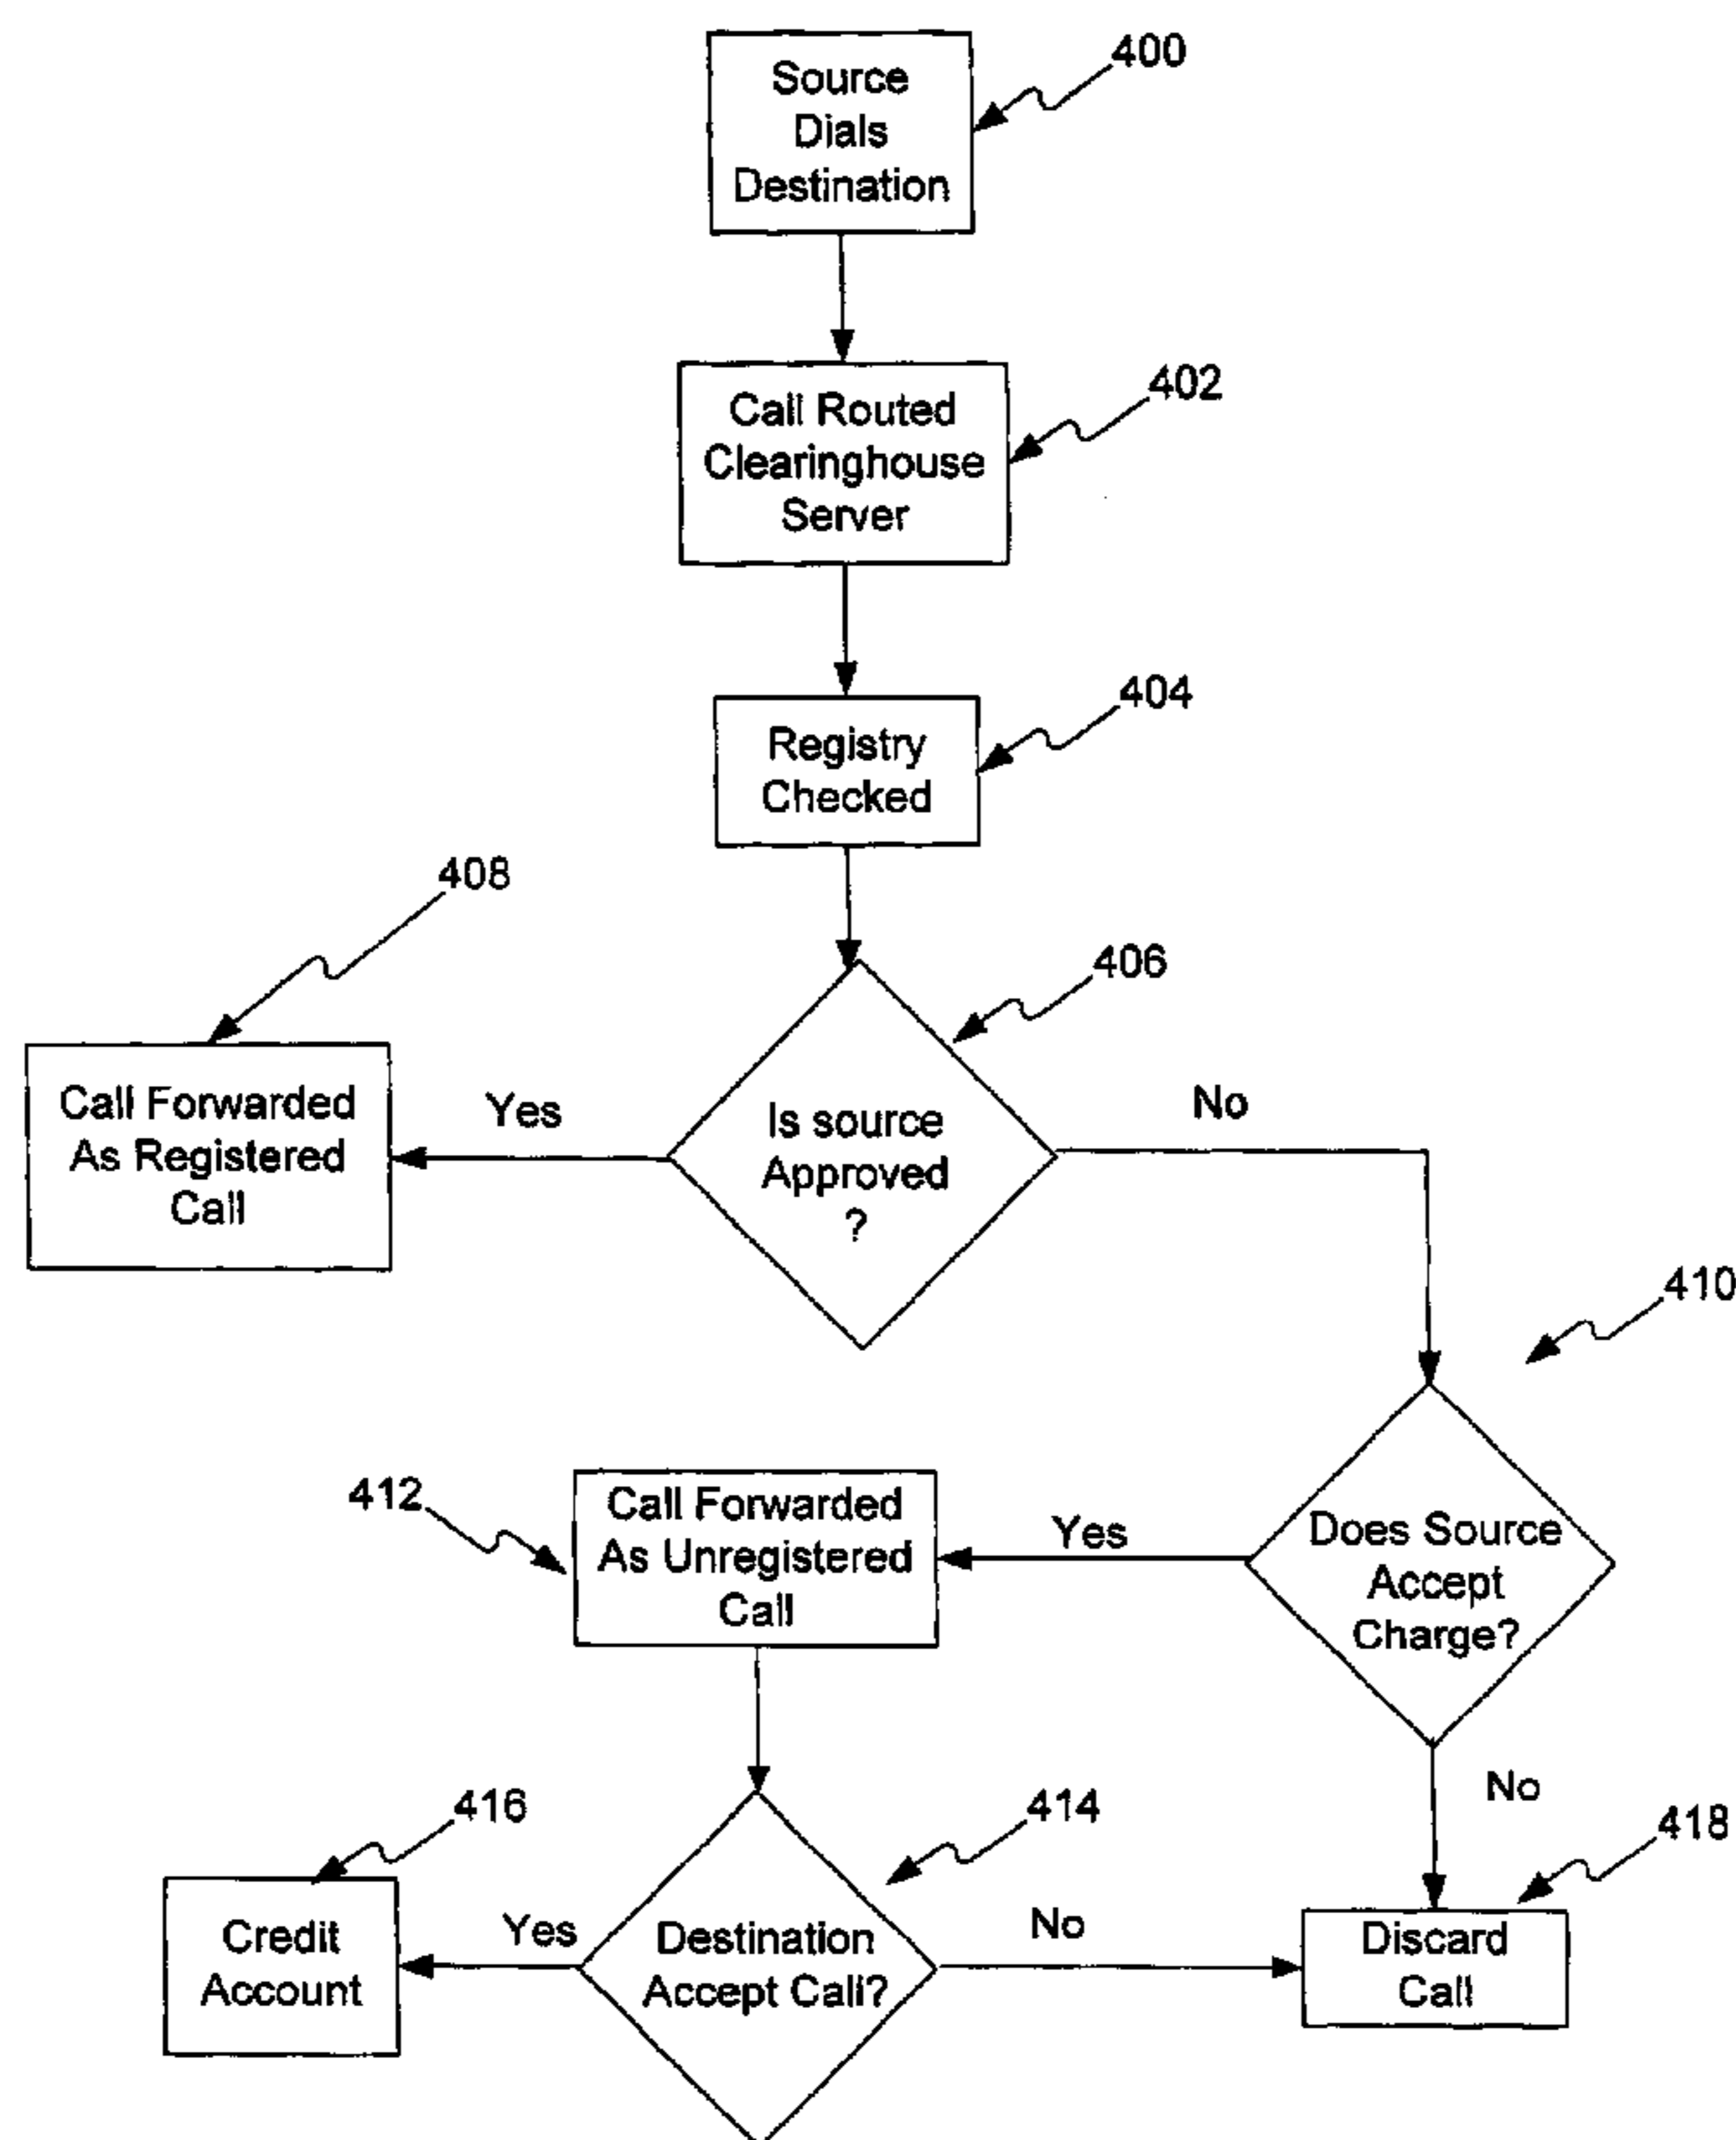 400
Source
Dials
Destination
402
Call Routed
Clearinghouse
Server
404
Registry
Checked
408
406
Call Forwarded
As Registered
Call
Yes
Is source
Approved
?
No
410
412
Call Forwarded
As Unregistered
Call
Yes
Does Source
Accept
Charge?
No
416
414
418
Credit
Account
Yes
Destination
Accept Call?
No
Discard
Call